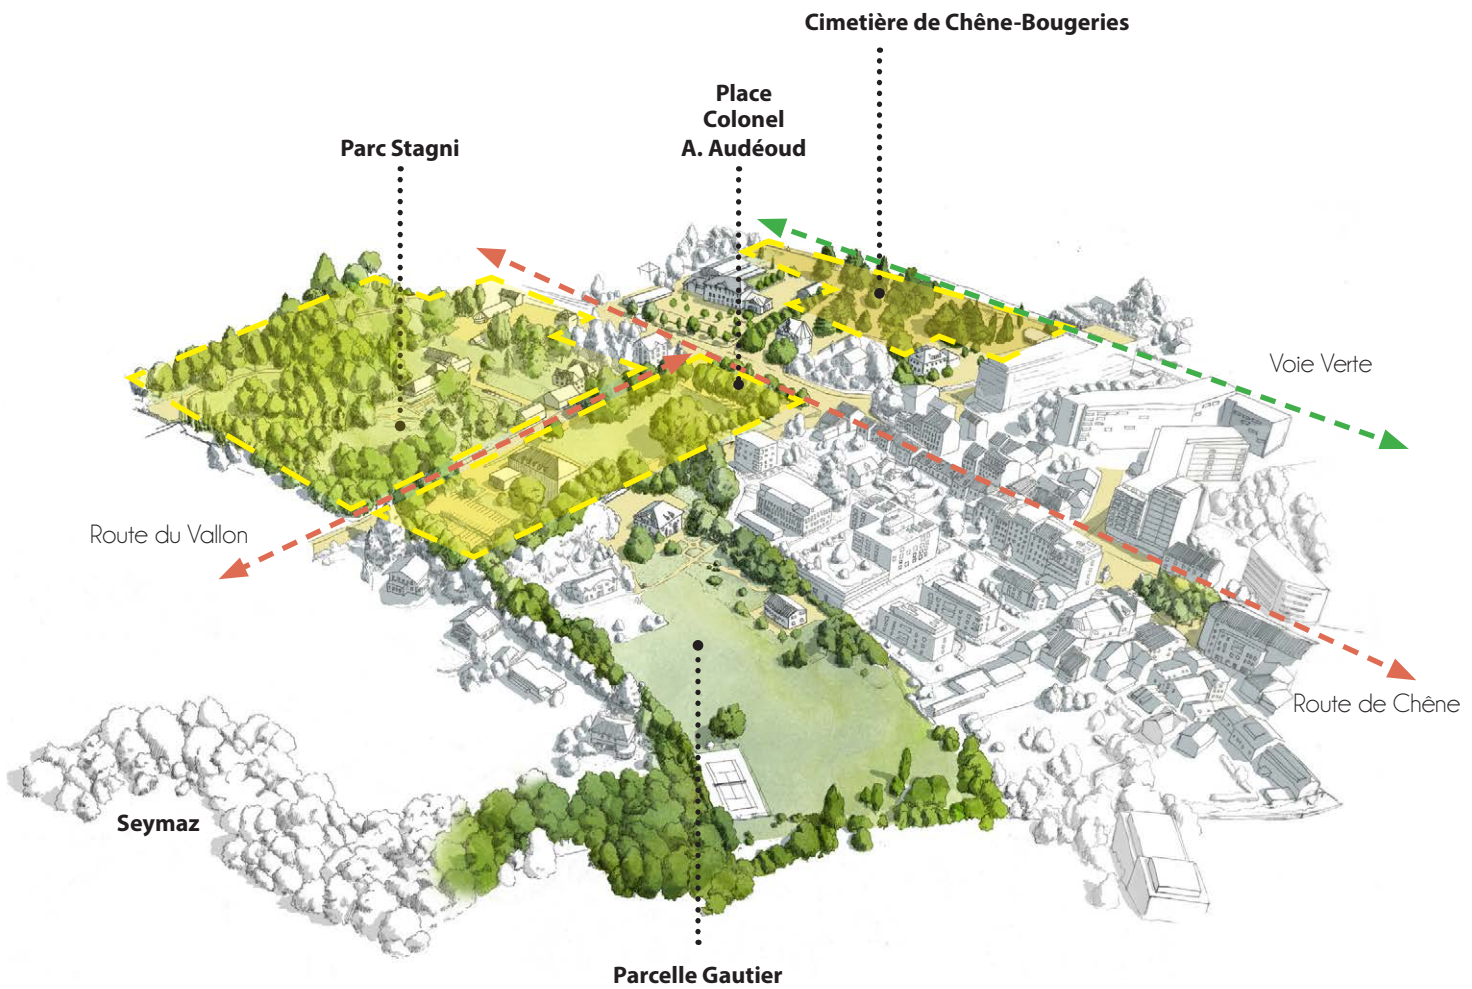 Cimetière de Chêne-Bougeries
Place
Colonel
A. Audéoud
Parc Stagni
Voie Verte
Route du Vallon
Route de Chêne
Seymaz
Parcelle Gautier